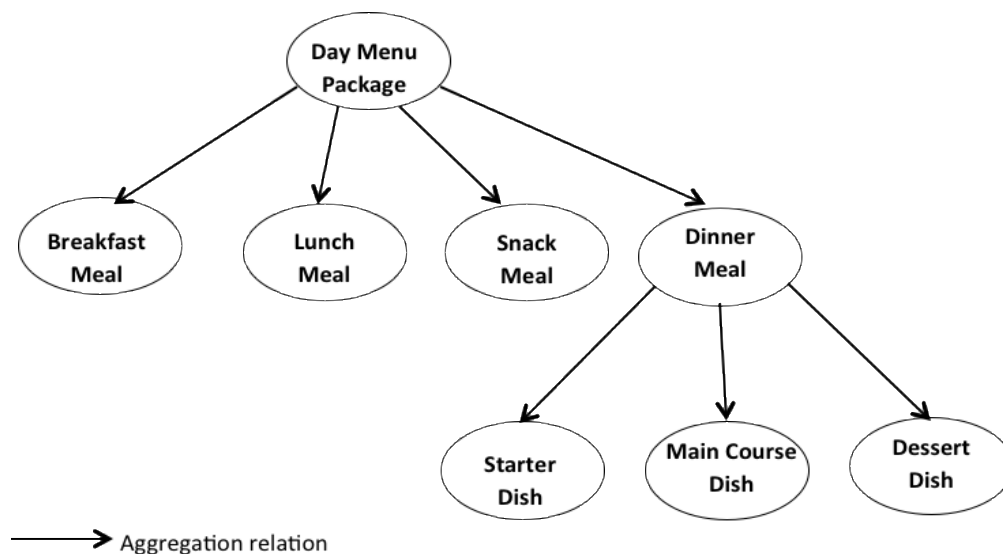 Day Menu
Package
Breakfast
Meal
Lunch
Meal
Snack
Meal
Dinner
Meal
Starter
Dish
Main Course
Dish
Dessert
Dish
Aggregation relation